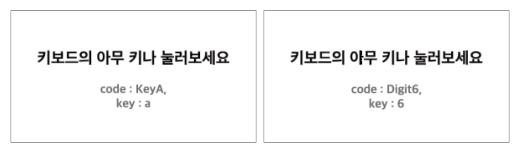 키보드의 아무 키나 눌러보세요
code : KeyA,
key : a
키보드의 아무 키나 눌러보세요
code : Digit6,
key : 6